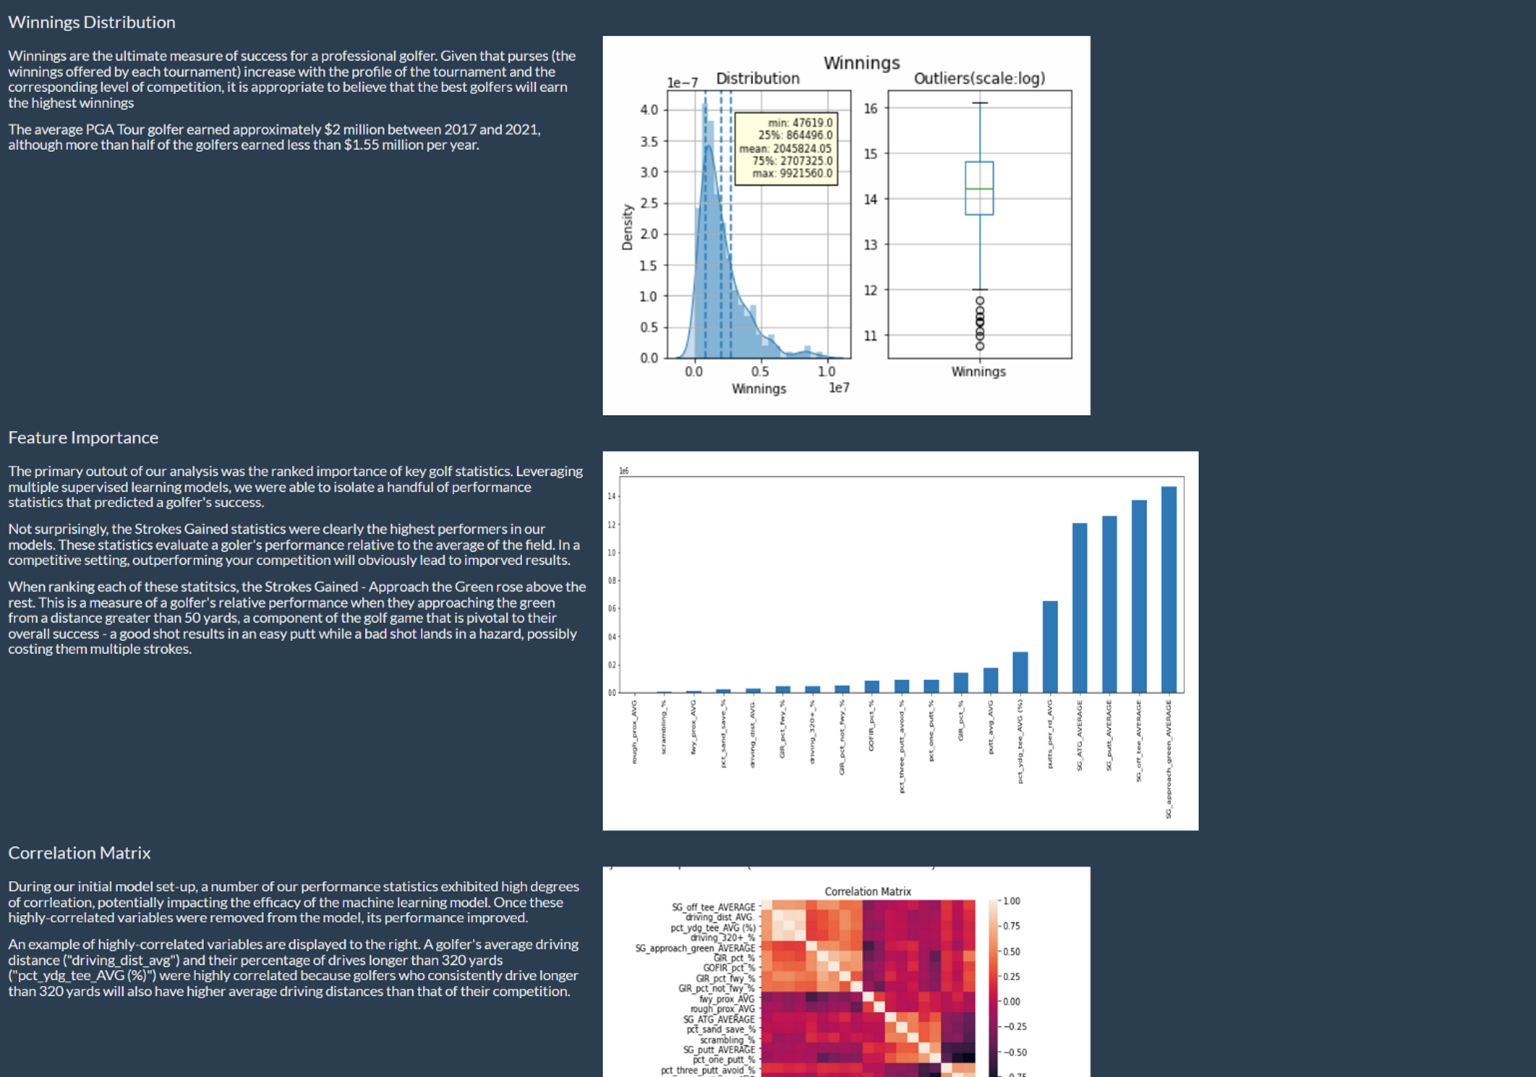 Winnings Distribution
Winnings are the ultimate measure of success for a professional golfer. Given that purses (the
winnings offered by each tournament) increase with the profile of the tournament and the
corresponding level of competition, it is appropriate to believe that the best golfers will earn
the highest winnings
The average PGA Tour golfer earned approximately $2 million between 2017 and 2021,
although more than half of the golfers earned less than $1.55 million per year.
Winnings
1e−7
Distribution
Outliers(scale:log)
4.0
3.5
3.0
2.5
2.0
1.5
1.0
0.5
0.0
Density
min: 47619.0
25%: 864496.0
mean: 2045824.05
75%: 2707325.0
max: 9921560.0
0.0
0.5
1.0
1e7
Winnings
16
15
14
13
12
11
Winnings
Feature Importance
The primary outout of our analysis was the ranked importance of key golf statistics. Leveraging
multiple supervised learning models, we were able to isolate a handful of performance
statistics that predicted a golfer's success.
Not surprisingly, the Strokes Gained statistics were clearly the highest performers in our
models. These statistics evaluate a goler's performance relative to the average of the field. In a
competitive setting, outperforming your competition will obviously lead to imporved results.
When ranking each of these statitsics, the Strokes Gained - Approach the Green rose above the
rest. This is a measure of a golfer's relative performance when they approaching the green
from a distance greater than 50 yards, a component of the golf game that is pivotal to their
overall success - a good shot results in an easy putt while a bad shot lands in a hazard, possibly
costing them multiple strokes.
1e6
1.4
1.2
1.0
0.8
0.6
0.4
0.2
0.0
rough_prox_AVG
scrambling_%
fwy_prox_AVG
pct_sand_save_%
driving_dist_AVG.
GIR_pct_fwy_%
driving_320+_%
GIR_pct_not_fwy_%
GOFIR_pct_%
pct_three_putt_avoid_%
pct_one_putt_%
GIR_pct_%
putt_avg_AVG
pct_ydg_tee_AVG (%)
putts_per_rd_AVG
SG_ATG_AVERAGE
SG_putt_AVERAGE
SG_off_tee_AVERAGE
SG_approach_green_AVERAGE
Correlation Matrix
During our initial model set-up, a number of our performance statistics exhibited high degrees
of corrleation, potentially impacting the efficacy of the machine learning model. Once these
highly-correlated variables were removed from the model, its performance improved.
An example of highly-correlated variables are displayed to the right. A golfer's average driving
distance ("driving_dist_avg") and their percentage of drives longer than 320 yards
("pct_ydg_tee_AVG (%)") were highly correlated because golfers who consistently drive longer
than 320 yards will also have higher average driving distances than that of their competition.
Correlation Matrix
SG_off_tee_AVERAGE
driving_dist_AVG.
pct_ydg_tee_AVG (%)
driving_320+_%
SG_approach_green_AVERAGE
GIR_pct_%
GOFIR_pct_%
GIR_pct_fwy_%
GIR_pct_not_fwy_%
fwy_prox_AVG
rough_prox_AVG
SG_ATG_AVERAGE
pct_sand_save_%
scrambling_%
SG_putt_AVERAGE
pct_one_putt_%
pct_three_putt_avoid_%
1.00
0.75
0.50
0.25
0.00
−0.25
−0.50
−0.75